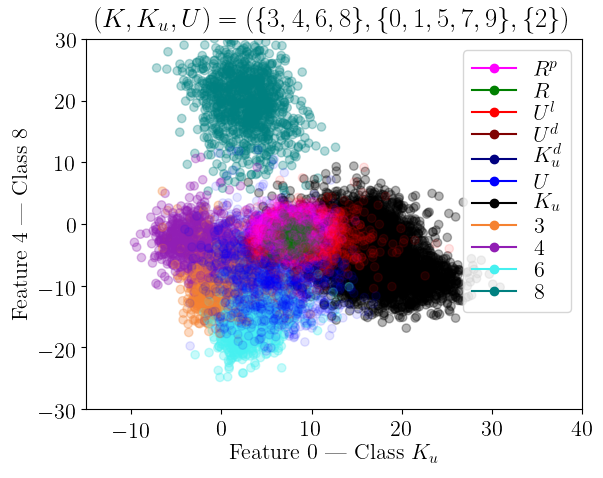 (K, K_u, U) = ({3, 4, 6, 8}, {0, 1, 5, 7, 9}, {2})
Feature 4 — Class 8
30
20
10
0
−10
−20
−30
−10 0 10 20 30 40
Feature 0 — Class K_u
R^p
R
U^l
U^d
K_u^d
U
K_u
3
4
6
8